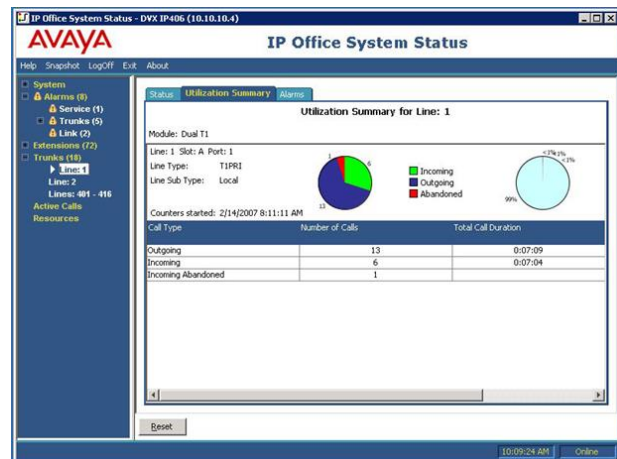 IP Office System Status - DVX IP406 (10.10.10.4)
AVAYA
IP Office System Status
Help Snapshot LogOff Exit About
System
Alarms (8)
Service (1)
Trunks (5)
Link (2)
Extensions (72)
Trunks (18)
Line: 1
Line: 2
Lines: 401 - 416
Active Calls
Resources
Status Utilization Summary Alarms
Utilization Summary for Line: 1
Module: Dual T1
Line: 1 Slot: A Port: 1
Line Type: T1PRI
Line Sub Type: Local
Counters started: 2/14/2007 8:11:11 AM
1
6
13
Incoming
Outgoing
Abandoned
<1%
<1%
99%
Call Type Number of Calls Total Call Duration
Outgoing 13 0:07:09
Incoming 6 0:07:04
Incoming Abandoned 1
Reset
10:09:24 AM Online